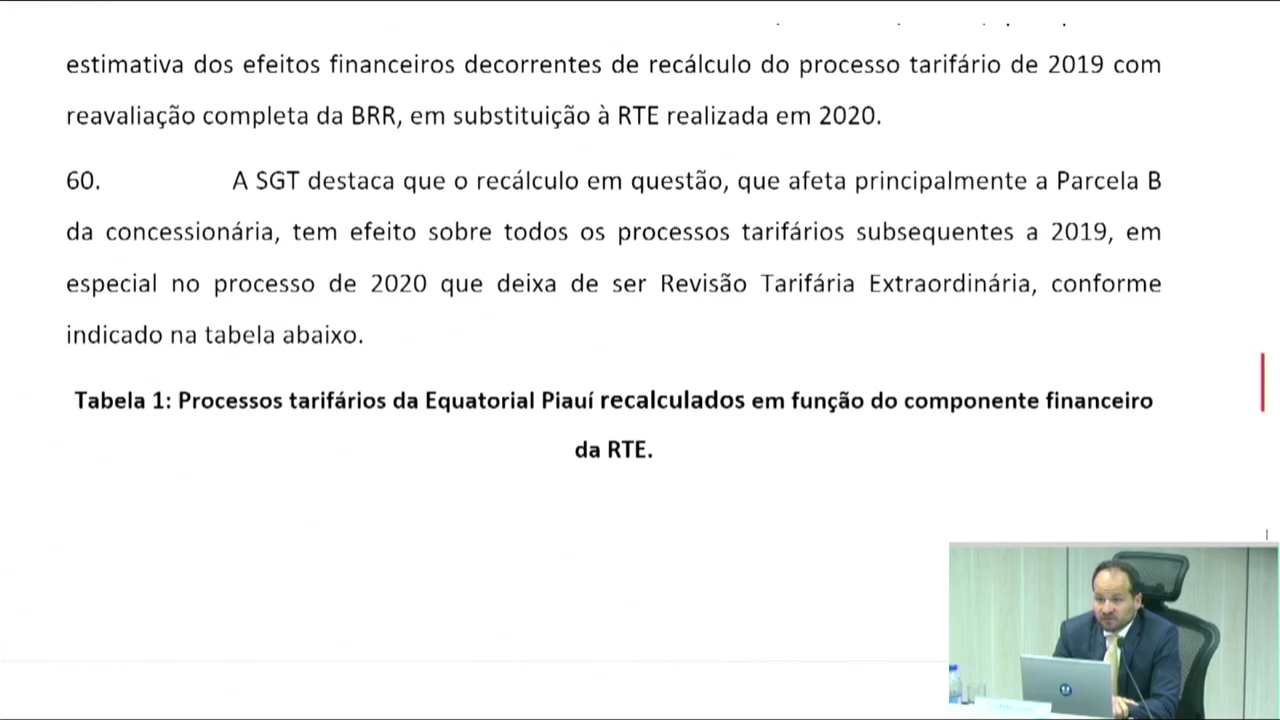 estimativa dos efeitos financeiros decorrentes de recálculo do processo tarifário de 2019 com
reavaliação completa da BRR, em substituição à RTE realizada em 2020.
60. A SGT destaca que o recálculo em questão, que afeta principalmente a Parcela B
da concessionária, tem efeito sobre todos os processos tarifários subsequentes a 2019, em
especial no processo de 2020 que deixa de ser Revisão Tarifária Extraordinária, conforme
indicado na tabela abaixo.
Tabela 1: Processos tarifários da Equatorial Piauí recalculados em função do componente financeiro
da RTE.